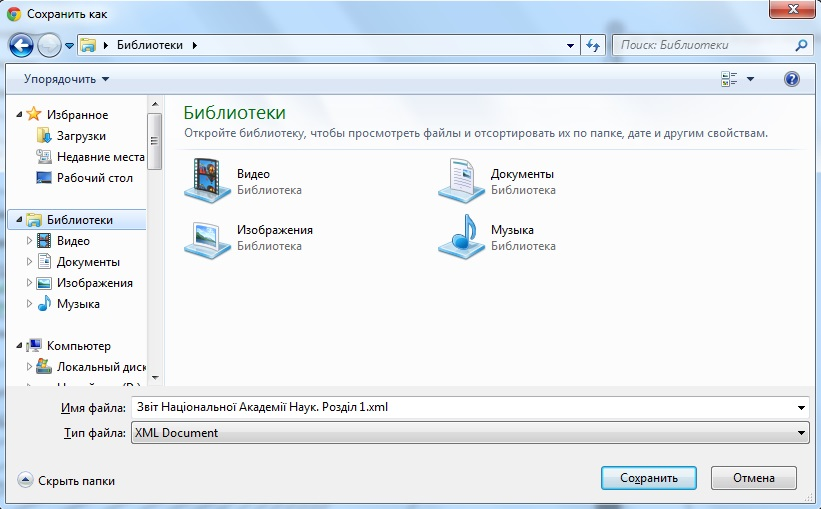 Сохранить как
Библиотеки
Поиск: Библиотеки
Упорядочить
Избранное
Загрузки
Недавние места
Рабочий стол
Библиотеки
Видео
Документы
Изображения
Музыка
Компьютер
Локальный диск
Библиотеки
Откройте библиотеку, чтобы просмотреть файлы и отсортировать их по папке, дате и другим свойствам.
Видео
Библиотека
Документы
Библиотека
Изображения
Библиотека
Музыка
Библиотека
Имя файла: Звіт Національної Академії Наук. Розділ 1.xml
Тип файла: XML Document
Скрыть папки
Сохранить
Отмена